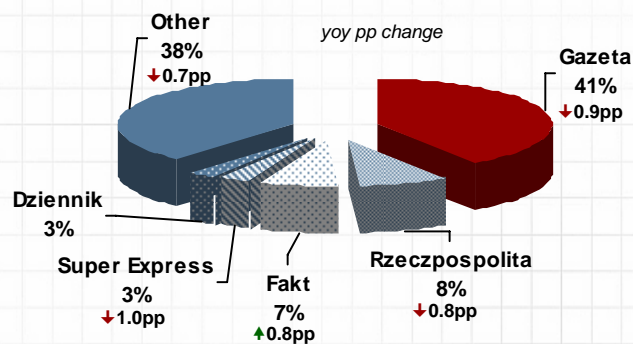 yoy pp change
Other
38%
↓0.7pp
Gazeta
41%
↓0.9pp
Dziennik
3%
Super Express
3%
↓1.0pp
Fakt
7%
↑0.8pp
Rzeczpospolita
8%
↓0.8pp